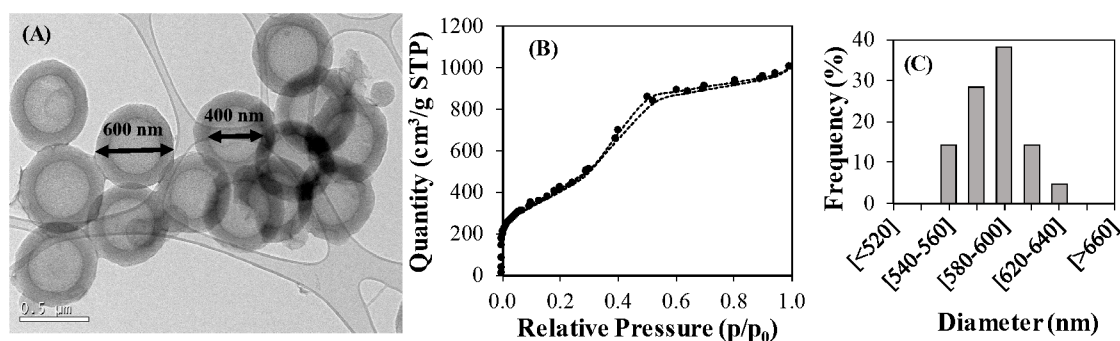 (A)
600 nm
400 nm
0.5 μm
(B)
Quantity (cm³/g STP)
1200
1000
800
600
400
200
0
0.0 0.2 0.4 0.6 0.8 1.0
Relative Pressure (p/p₀)
(C)
Frequency (%)
40
30
20
10
0
[<520]
[540-560]
[580-600]
[620-640]
[>660]
Diameter (nm)